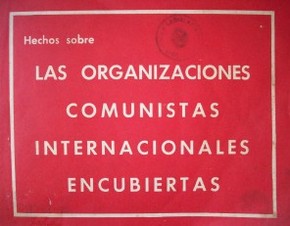 Hechos sobre
LAS ORGANIZACIONES
COMUNISTAS
INTERNACIONALES
ENCUBIERTAS